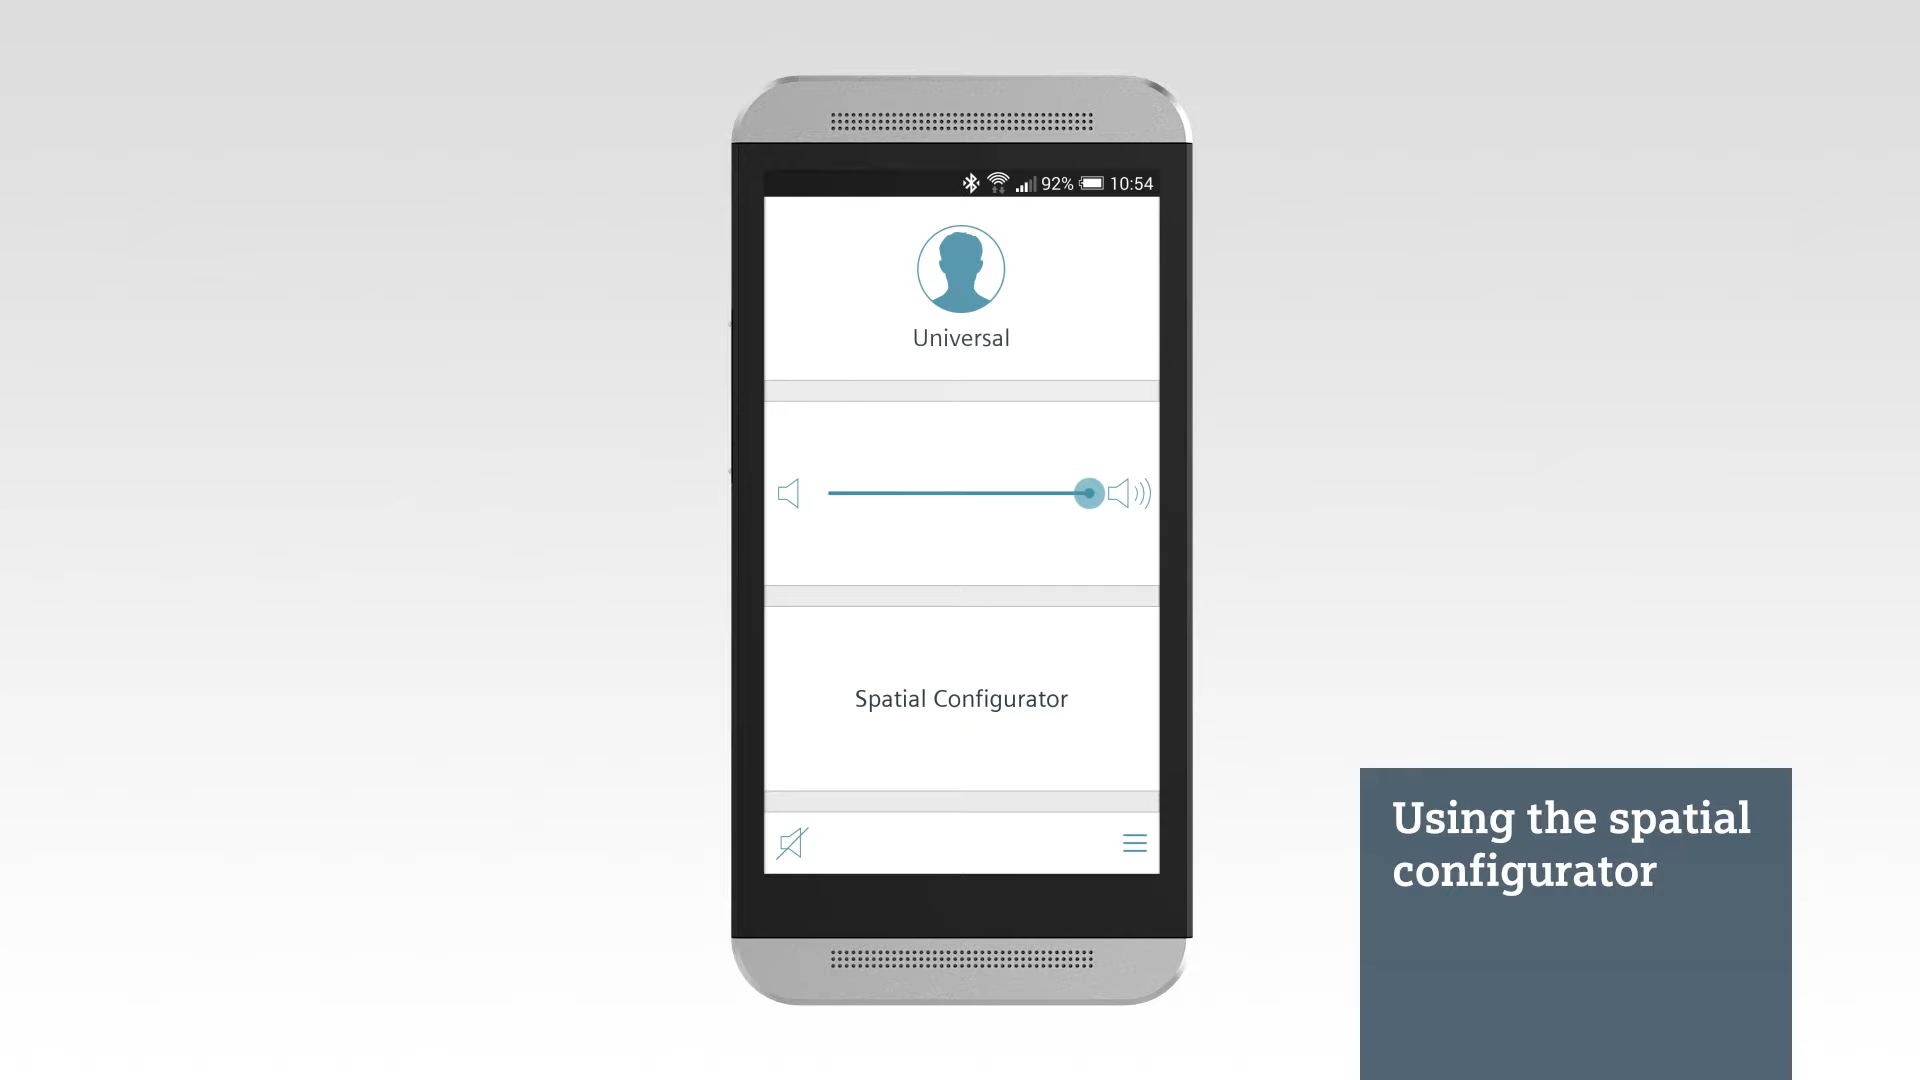 92% 10:54
Universal
Spatial Configurator
Using the spatial
configurator